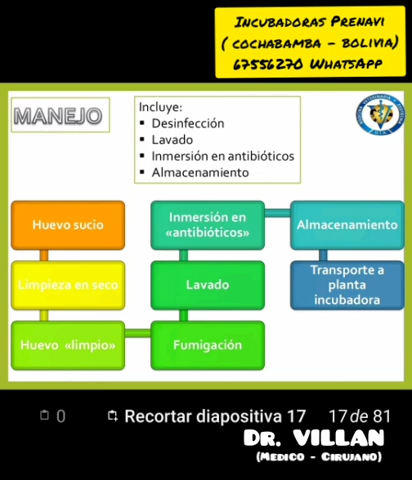 Incubadoras Prenavi
( cochabamba - bolivia)
67556270 WhatsApp
MANEJO
Incluye:
▪ Desinfección
▪ Lavado
▪ Inmersión en antibióticos
▪ Almacenamiento
Huevo sucio
Limpieza en seco
Huevo «limpio»
Inmersión en
«antibióticos»
Lavado
Fumigación
Almacenamiento
Transporte a
planta
incubadora
0
Recortar diapositiva 17
17 de 81
DR. VILLAN
(Medico - Cirujano)